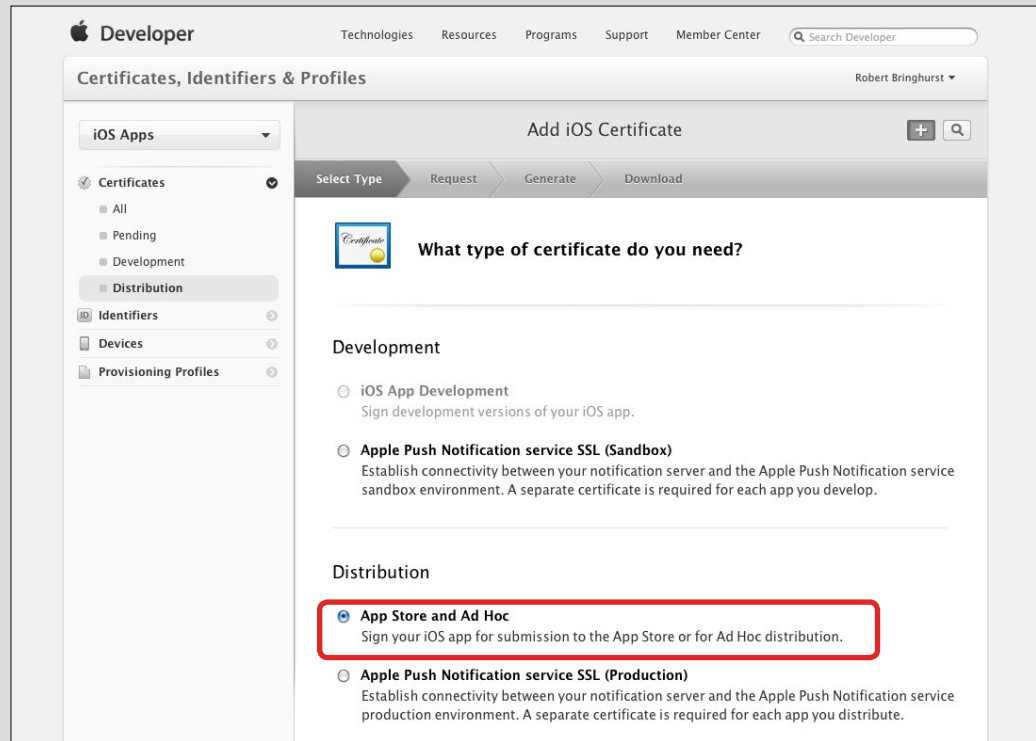 Developer
Technologies Resources Programs Support Member Center Search Developer
Certificates, Identifiers & Profiles
Robert Bringhurst
iOS Apps
Add iOS Certificate
Certificates
All
Pending
Development
Distribution
ID Identifiers
Devices
Provisioning Profiles
Select Type Request Generate Download
Certificate
What type of certificate do you need?
Development
iOS App Development
Sign development versions of your iOS app.
Apple Push Notification service SSL (Sandbox)
Establish connectivity between your notification server and the Apple Push Notification service
sandbox environment. A separate certificate is required for each app you develop.
Distribution
App Store and Ad Hoc
Sign your iOS app for submission to the App Store or for Ad Hoc distribution.
Apple Push Notification service SSL (Production)
Establish connectivity between your notification server and the Apple Push Notification service
production environment. A separate certificate is required for each app you distribute.